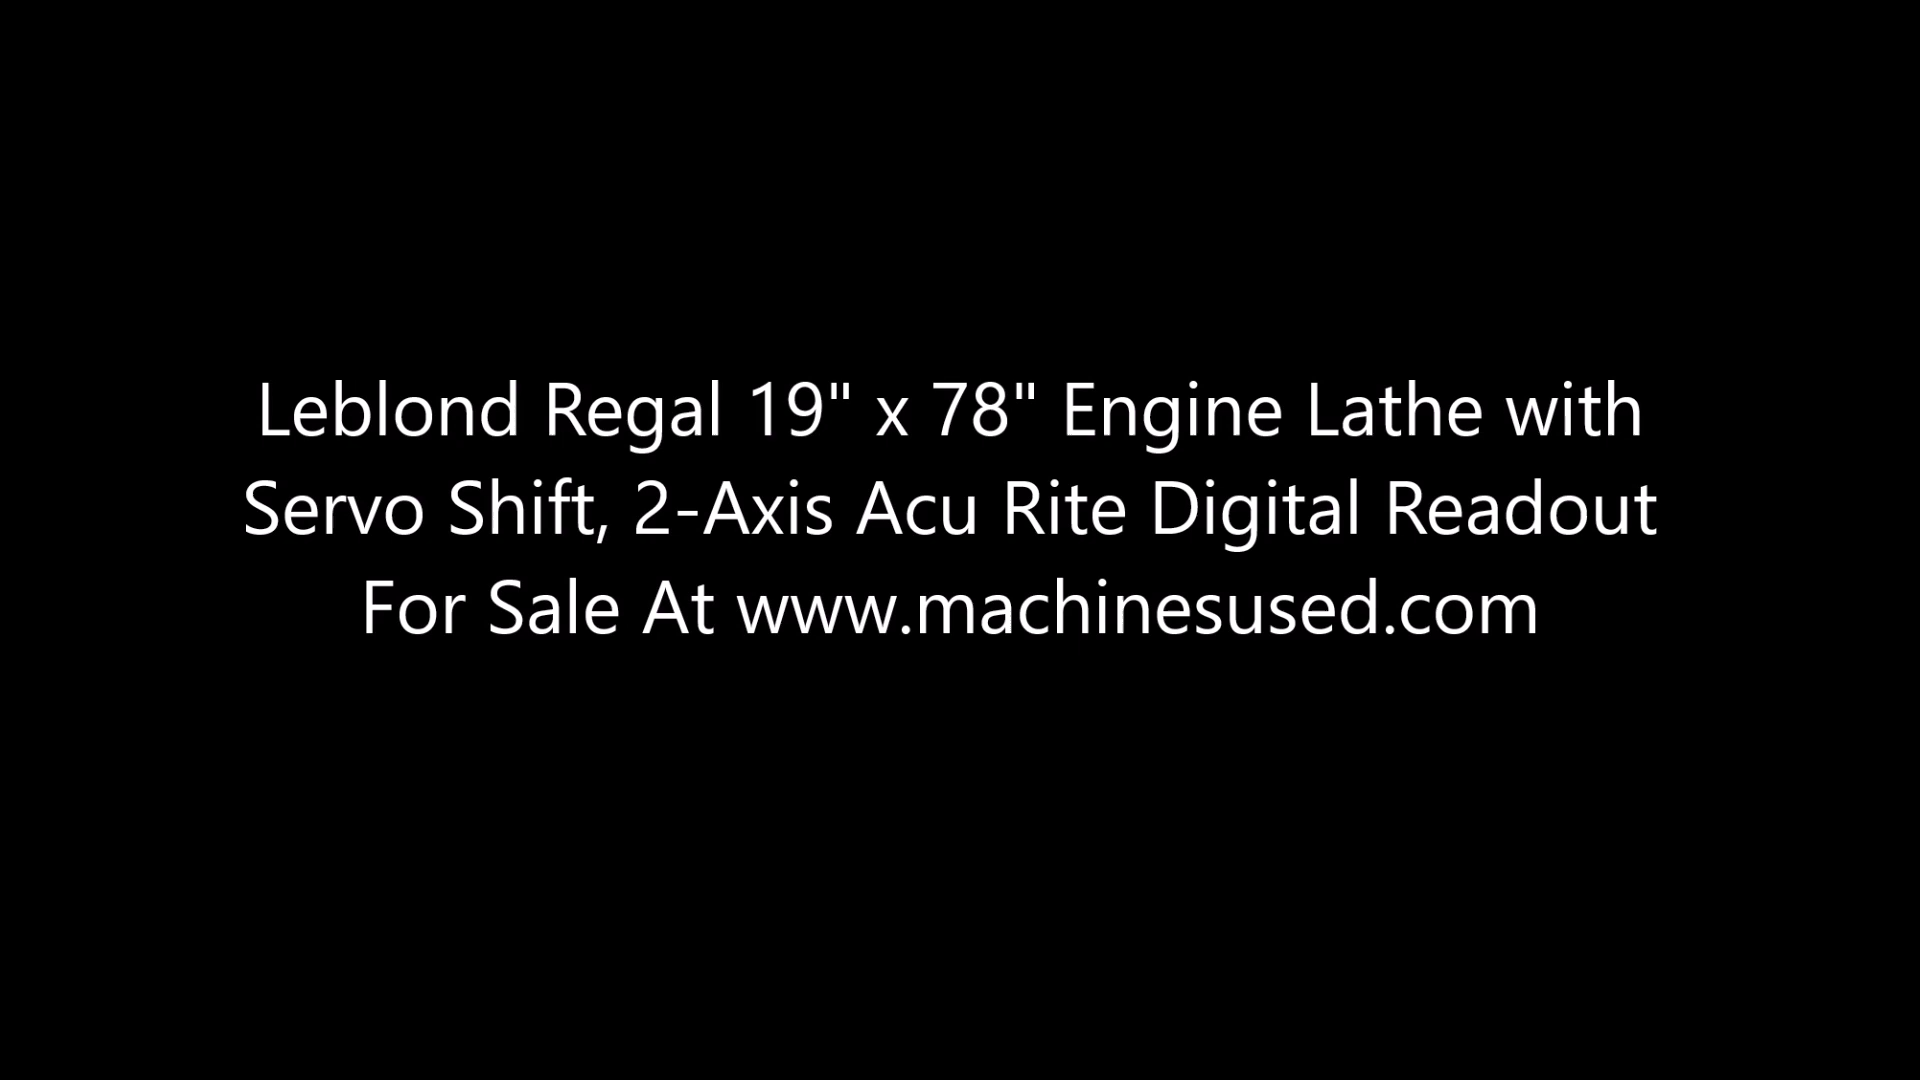 Leblond Regal 19" x 78" Engine Lathe with
Servo Shift, 2-Axis Acu Rite Digital Readout
For Sale At www.machinesused.com